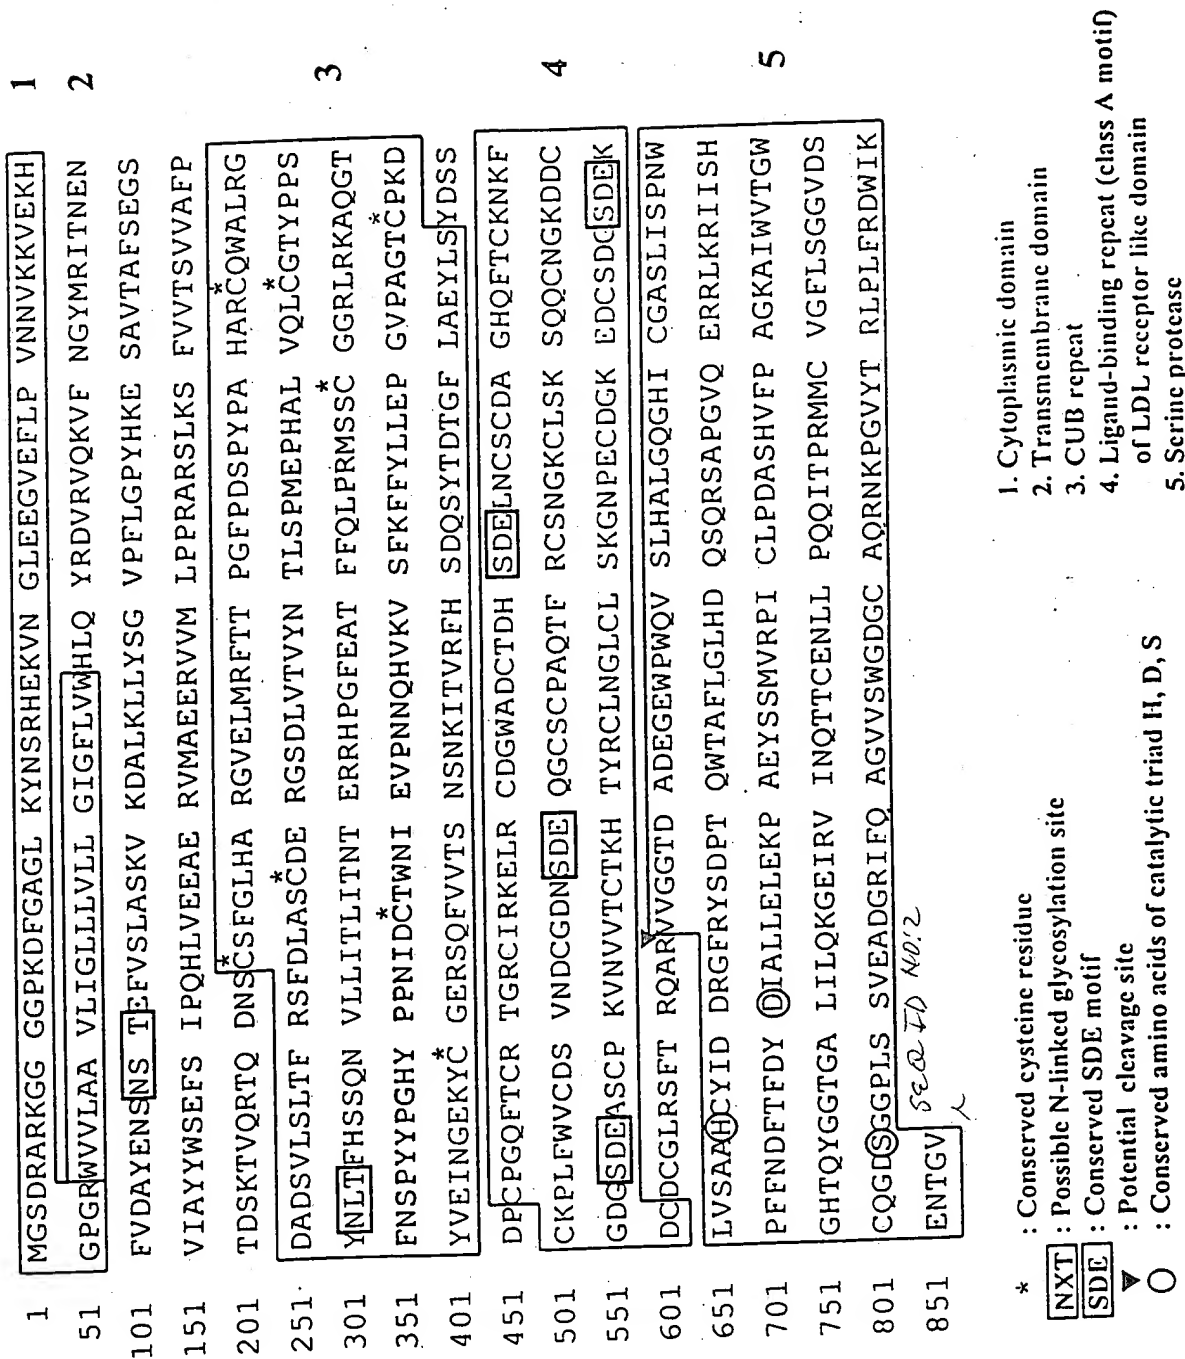 1 MGSDRARKGG GGPKDFGAGL KYNSRHEKVN GLEEGVEFLP VNNVKKVEKH 1
51 GPGRWVVLAA VLIGLLLVLL GIGFLVWHLQ YRDVRVQKVF NGYMRITNEN 2
101 FVDAYENSNS TEFVSLASKV KDALKLLYSG VPFLGPYHKE SAVTAFSEGS
151 VIAYYWSEFS IPQHLVEEAE RVMAEERVVM LPPRARSLKS FVVTSVVAFP
201 TDSKTVQRTQ DNSCSFGLHA RGVELMRFTT PGFPDSPYPA HARCQWALRG
* *
251 DADSVLSLTF RSFDLASCDE RGSDLVTVYN TLSPMEPHAL VQLCGTYPPS
* *
301 YNLTFHSSQN VLLITLITNT ERRHPGFEAT FFQLPRMSSC GGRLRKAQGT 3
*
351 FNSPYYPGHY PPNIDCTWNI EVPNNQHVKV SFKFFYLLEP GVPAGTCPKD
* *
401 YVEINGEKYC GERSQFVVTS NSNKITVRFH SDQSYTDTGF LAEYLSYDSS
*
451 DPCPGQFTCR TGRCIRKELR CDGWADCTDH SDELNCSCDA GHQFTCKNKF
501 CKPLFWVCDS VNDCGDNSDE QGCSCPAQTF RCSNGKCLSK SQQCNGKDDC 4
551 GDGSDEASCP KVNVVTCTKH TYRCLNGLCL SKGNPECDGK EDCSDGSDEK
601 DCDCGLRSFT RQARVVGGTD ADEGEWPWQV SLHALGQGHI CGASLISPNW
651 LVSAAHCYID DRGFRYSDPT QWTAFLGLHD QSQRSAPGVQ ERRLKRIISH
701 PFFNDFTFDY DIALLELEKP AEYSSMVRPI CLPDASHVFP AGKAIWVTGW 5
751 GHTQYGGTGA LILQKGEIRV INQTTCENLL PQQITPRMMC VGFLSGGVDS
801 CQGDSGGPLS SVEADGRIFQ AGVVSWGDGC AQRNKPGVYT RLPLFRDWIK
851 ENTGV SEQ ID NO:2
* : Conserved cysteine residue
NXT : Possible N-linked glycosylation site
SDE : Conserved SDE motif
▼ : Potential cleavage site
○ : Conserved amino acids of catalytic triad H, D, S
1. Cytoplasmic domain
2. Transmembrane domain
3. CUB repeat
4. Ligand-binding repeat (class A motif)
of LDL receptor like domain
5. Serine protease